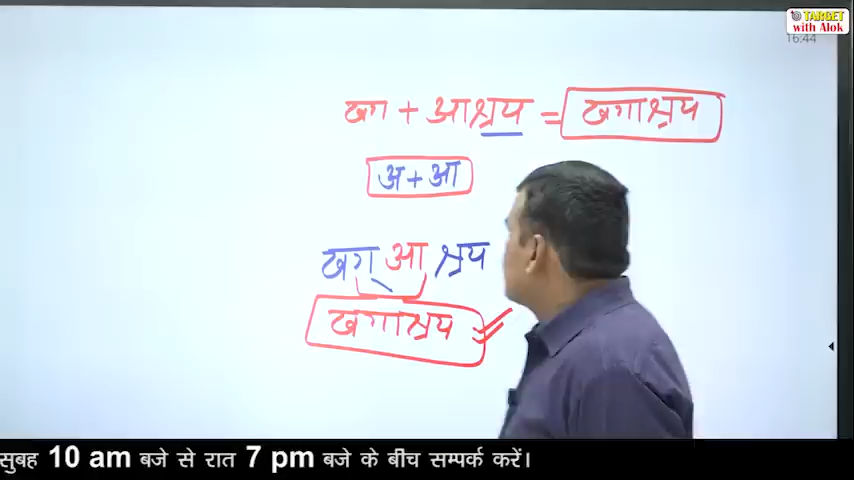 TARGET
with Alok
16:44
खग + आश्रय = खगाश्रय
अ + आ
खग् आ श्रय
खगाश्रय
सुबह 10 am बजे से रात 7 pm बजे के बीच सम्पर्क करें।